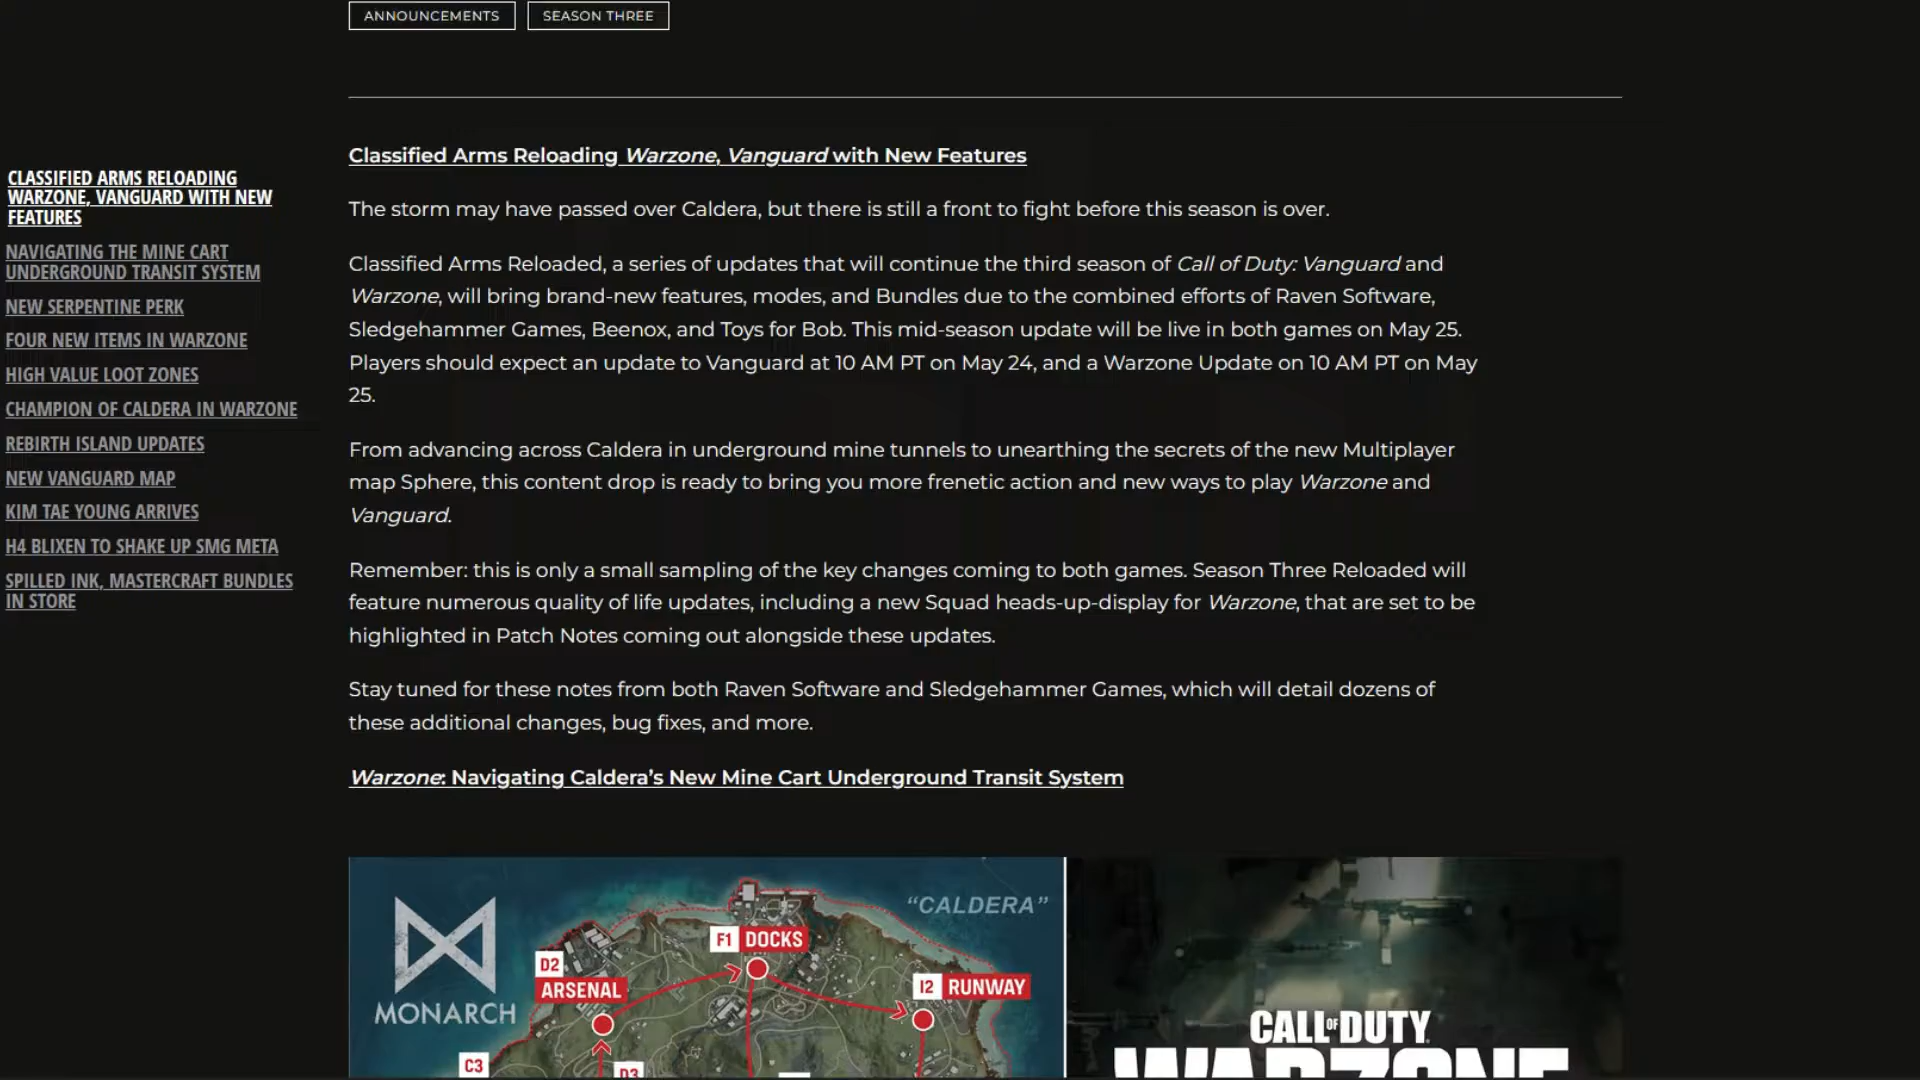 ANNOUNCEMENTS
SEASON THREE
CLASSIFIED ARMS RELOADING
WARZONE, VANGUARD WITH NEW
FEATURES
NAVIGATING THE MINE CART
UNDERGROUND TRANSIT SYSTEM
NEW SERPENTINE PERK
FOUR NEW ITEMS IN WARZONE
HIGH VALUE LOOT ZONES
CHAMPION OF CALDERA IN WARZONE
REBIRTH ISLAND UPDATES
NEW VANGUARD MAP
KIM TAE YOUNG ARRIVES
H4 BLIXEN TO SHAKE UP SMG META
SPILLED INK, MASTERCRAFT BUNDLES
IN STORE
Classified Arms Reloading Warzone, Vanguard with New Features
The storm may have passed over Caldera, but there is still a front to fight before this season is over.
Classified Arms Reloaded, a series of updates that will continue the third season of Call of Duty: Vanguard and
Warzone, will bring brand-new features, modes, and Bundles due to the combined efforts of Raven Software,
Sledgehammer Games, Beenox, and Toys for Bob. This mid-season update will be live in both games on May 25.
Players should expect an update to Vanguard at 10 AM PT on May 24, and a Warzone Update on 10 AM PT on May
25.
From advancing across Caldera in underground mine tunnels to unearthing the secrets of the new Multiplayer
map Sphere, this content drop is ready to bring you more frenetic action and new ways to play Warzone and
Vanguard.
Remember: this is only a small sampling of the key changes coming to both games. Season Three Reloaded will
feature numerous quality of life updates, including a new Squad heads-up-display for Warzone, that are set to be
highlighted in Patch Notes coming out alongside these updates.
Stay tuned for these notes from both Raven Software and Sledgehammer Games, which will detail dozens of
these additional changes, bug fixes, and more.
Warzone: Navigating Caldera's New Mine Cart Underground Transit System
MONARCH
"CALDERA"
F1 DOCKS
D2
ARSENAL
I2 RUNWAY
C3
D3
CALL OF DUTY
WARZONE